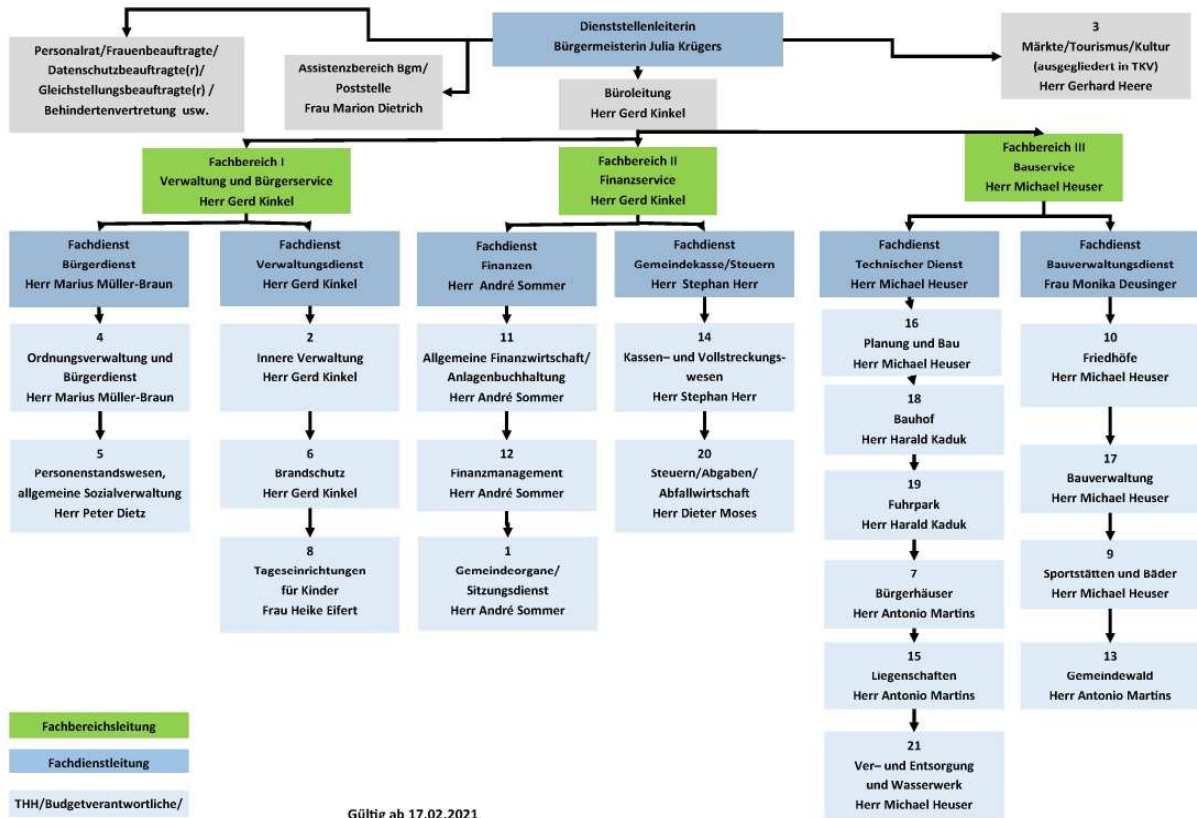 Dienststellenleiterin
Bürgermeisterin Julia Krügers
Personalrat/Frauenbeauftragte/
Datenschutzbeauftragte(r)/
Gleichstellungsbeauftragte(r) /
Behindertenvertretung usw.
Assistenzbereich Bgm/
Poststelle
Frau Marion Dietrich
Büroleitung
Herr Gerd Kinkel
3
Märkte/Tourismus/Kultur
(ausgegliedert in TKV)
Herr Gerhard Heere
Fachbereich I
Verwaltung und Bürgerservice
Herr Gerd Kinkel
Fachbereich II
Finanzservice
Herr Gerd Kinkel
Fachbereich III
Bauservice
Herr Michael Heuser
Fachdienst
Bürgerdienst
Herr Marius Müller-Braun
Fachdienst
Verwaltungsdienst
Herr Gerd Kinkel
Fachdienst
Finanzen
Herr André Sommer
Fachdienst
Gemeindekasse/Steuern
Herr Stephan Herr
Fachdienst
Technischer Dienst
Herr Michael Heuser
Fachdienst
Bauverwaltungsdienst
Frau Monika Deusinger
4
Ordnungsverwaltung und
Bürgerdienst
Herr Marius Müller-Braun
5
Personenstandswesen,
allgemeine Sozialverwaltung
Herr Peter Dietz
2
Innere Verwaltung
Herr Gerd Kinkel
6
Brandschutz
Herr Gerd Kinkel
8
Tageseinrichtungen
für Kinder
Frau Heike Eifert
11
Allgemeine Finanzwirtschaft/
Anlagenbuchhaltung
Herr André Sommer
12
Finanzmanagement
Herr André Sommer
1
Gemeindeorgane/
Sitzungsdienst
Herr André Sommer
14
Kassen– und Vollstreckungs-
wesen
Herr Stephan Herr
20
Steuern/Abgaben/
Abfallwirtschaft
Herr Dieter Moses
16
Planung und Bau
Herr Michael Heuser
18
Bauhof
Herr Harald Kaduk
19
Fuhrpark
Herr Harald Kaduk
7
Bürgerhäuser
Herr Antonio Martins
15
Liegenschaften
Herr Antonio Martins
21
Ver– und Entsorgung
und Wasserwerk
Herr Michael Heuser
10
Friedhöfe
Herr Michael Heuser
17
Bauverwaltung
Herr Michael Heuser
9
Sportstätten und Bäder
Herr Michael Heuser
13
Gemeindewald
Herr Antonio Martins
Fachbereichsleitung
Fachdienstleitung
THH/Budgetverantwortliche/
Gültig ab 17.02.2021